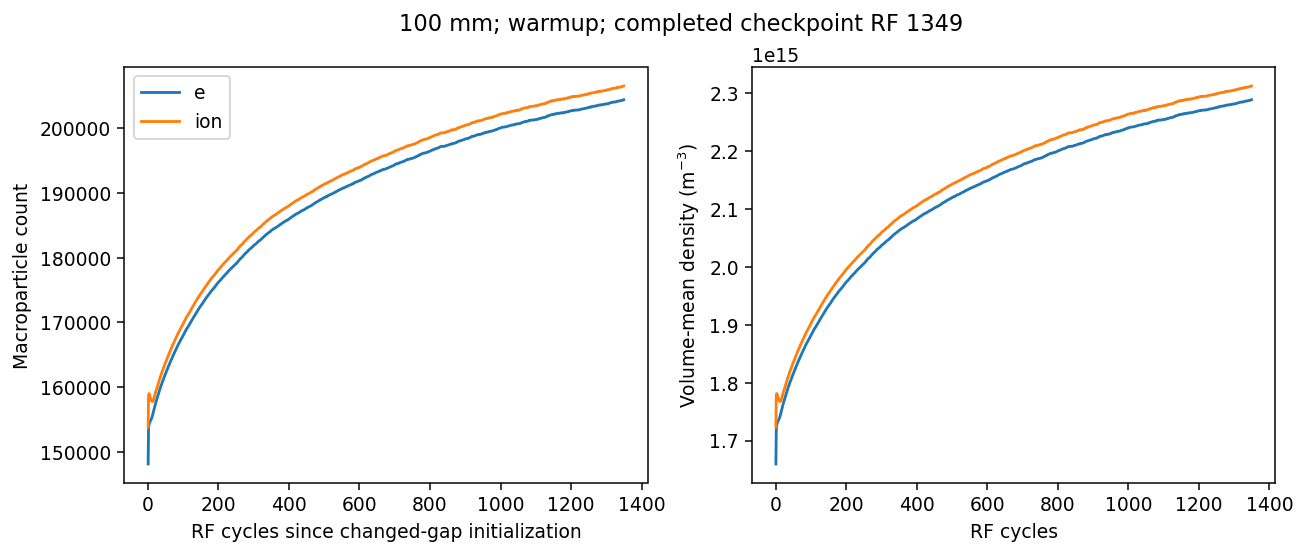 100 mm; warmup; completed checkpoint RF 1349
e
ion
Macroparticle count
200000
190000
180000
170000
160000
150000
0 200 400 600 800 1000 1200 1400
RF cycles since changed-gap initialization
1e15
Volume-mean density (m⁻³)
2.3
2.2
2.1
2.0
1.9
1.8
1.7
0 200 400 600 800 1000 1200 1400
RF cycles